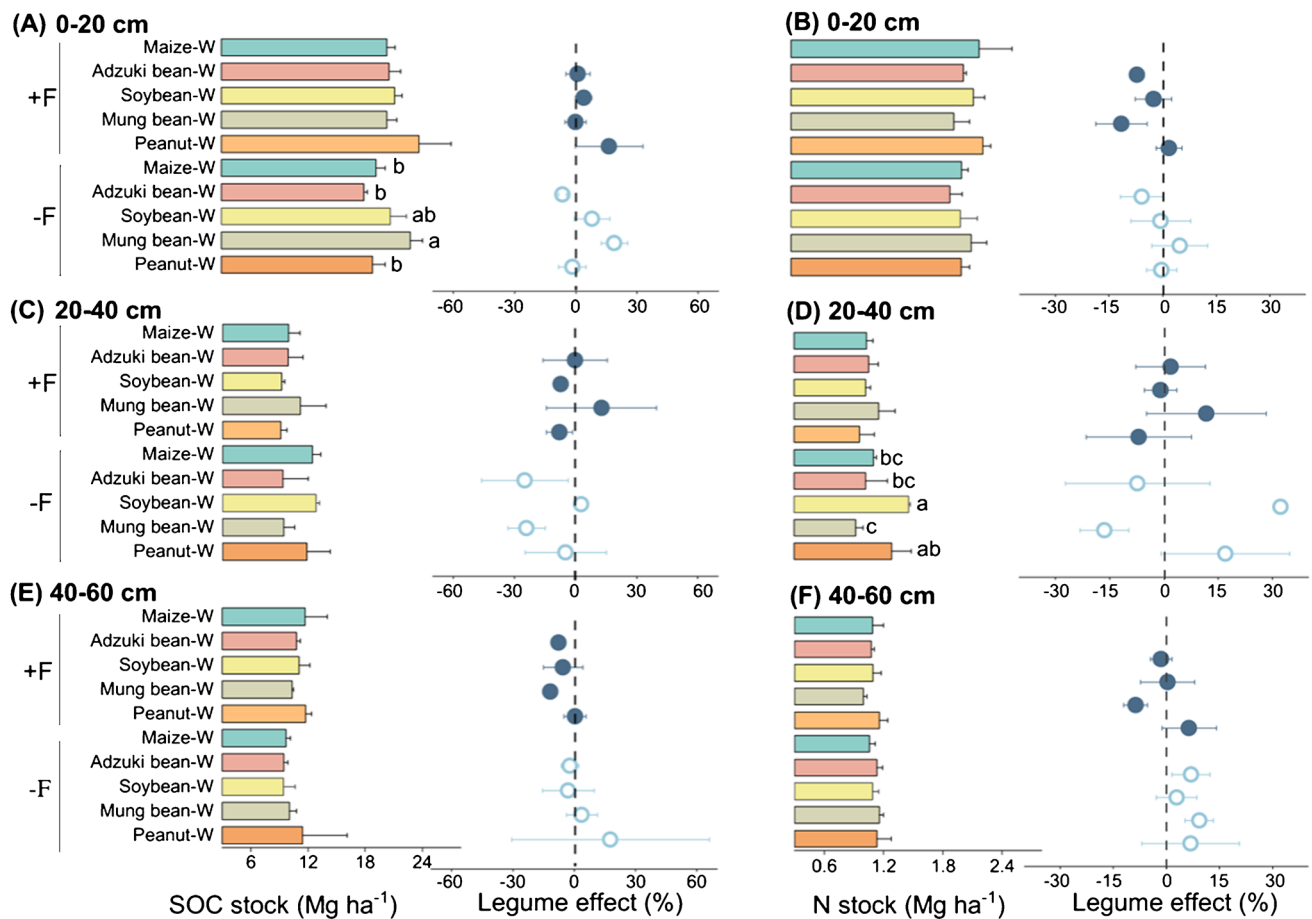 (A) 0-20 cm
Maize-W
Adzuki bean-W
Soybean-W
Mung bean-W
Peanut-W
+F
Maize-W b
Adzuki bean-W b
Soybean-W ab
Mung bean-W a
Peanut-W b
-F
-60 -30 0 30 60
(B) 0-20 cm
-30 -15 0 15 30
(C) 20-40 cm
Maize-W
Adzuki bean-W
Soybean-W
Mung bean-W
Peanut-W
+F
Maize-W
Adzuki bean-W
Soybean-W
Mung bean-W
Peanut-W
-F
-60 -30 0 30 60
(D) 20-40 cm
bc
bc
a
c
ab
-30 -15 0 15 30
(E) 40-60 cm
Maize-W
Adzuki bean-W
Soybean-W
Mung bean-W
Peanut-W
+F
Maize-W
Adzuki bean-W
Soybean-W
Mung bean-W
Peanut-W
-F
6 12 18 24
SOC stock (Mg ha⁻¹)
-60 -30 0 30 60
Legume effect (%)
(F) 40-60 cm
0.6 1.2 1.8 2.4
N stock (Mg ha⁻¹)
-30 -15 0 15 30
Legume effect (%)